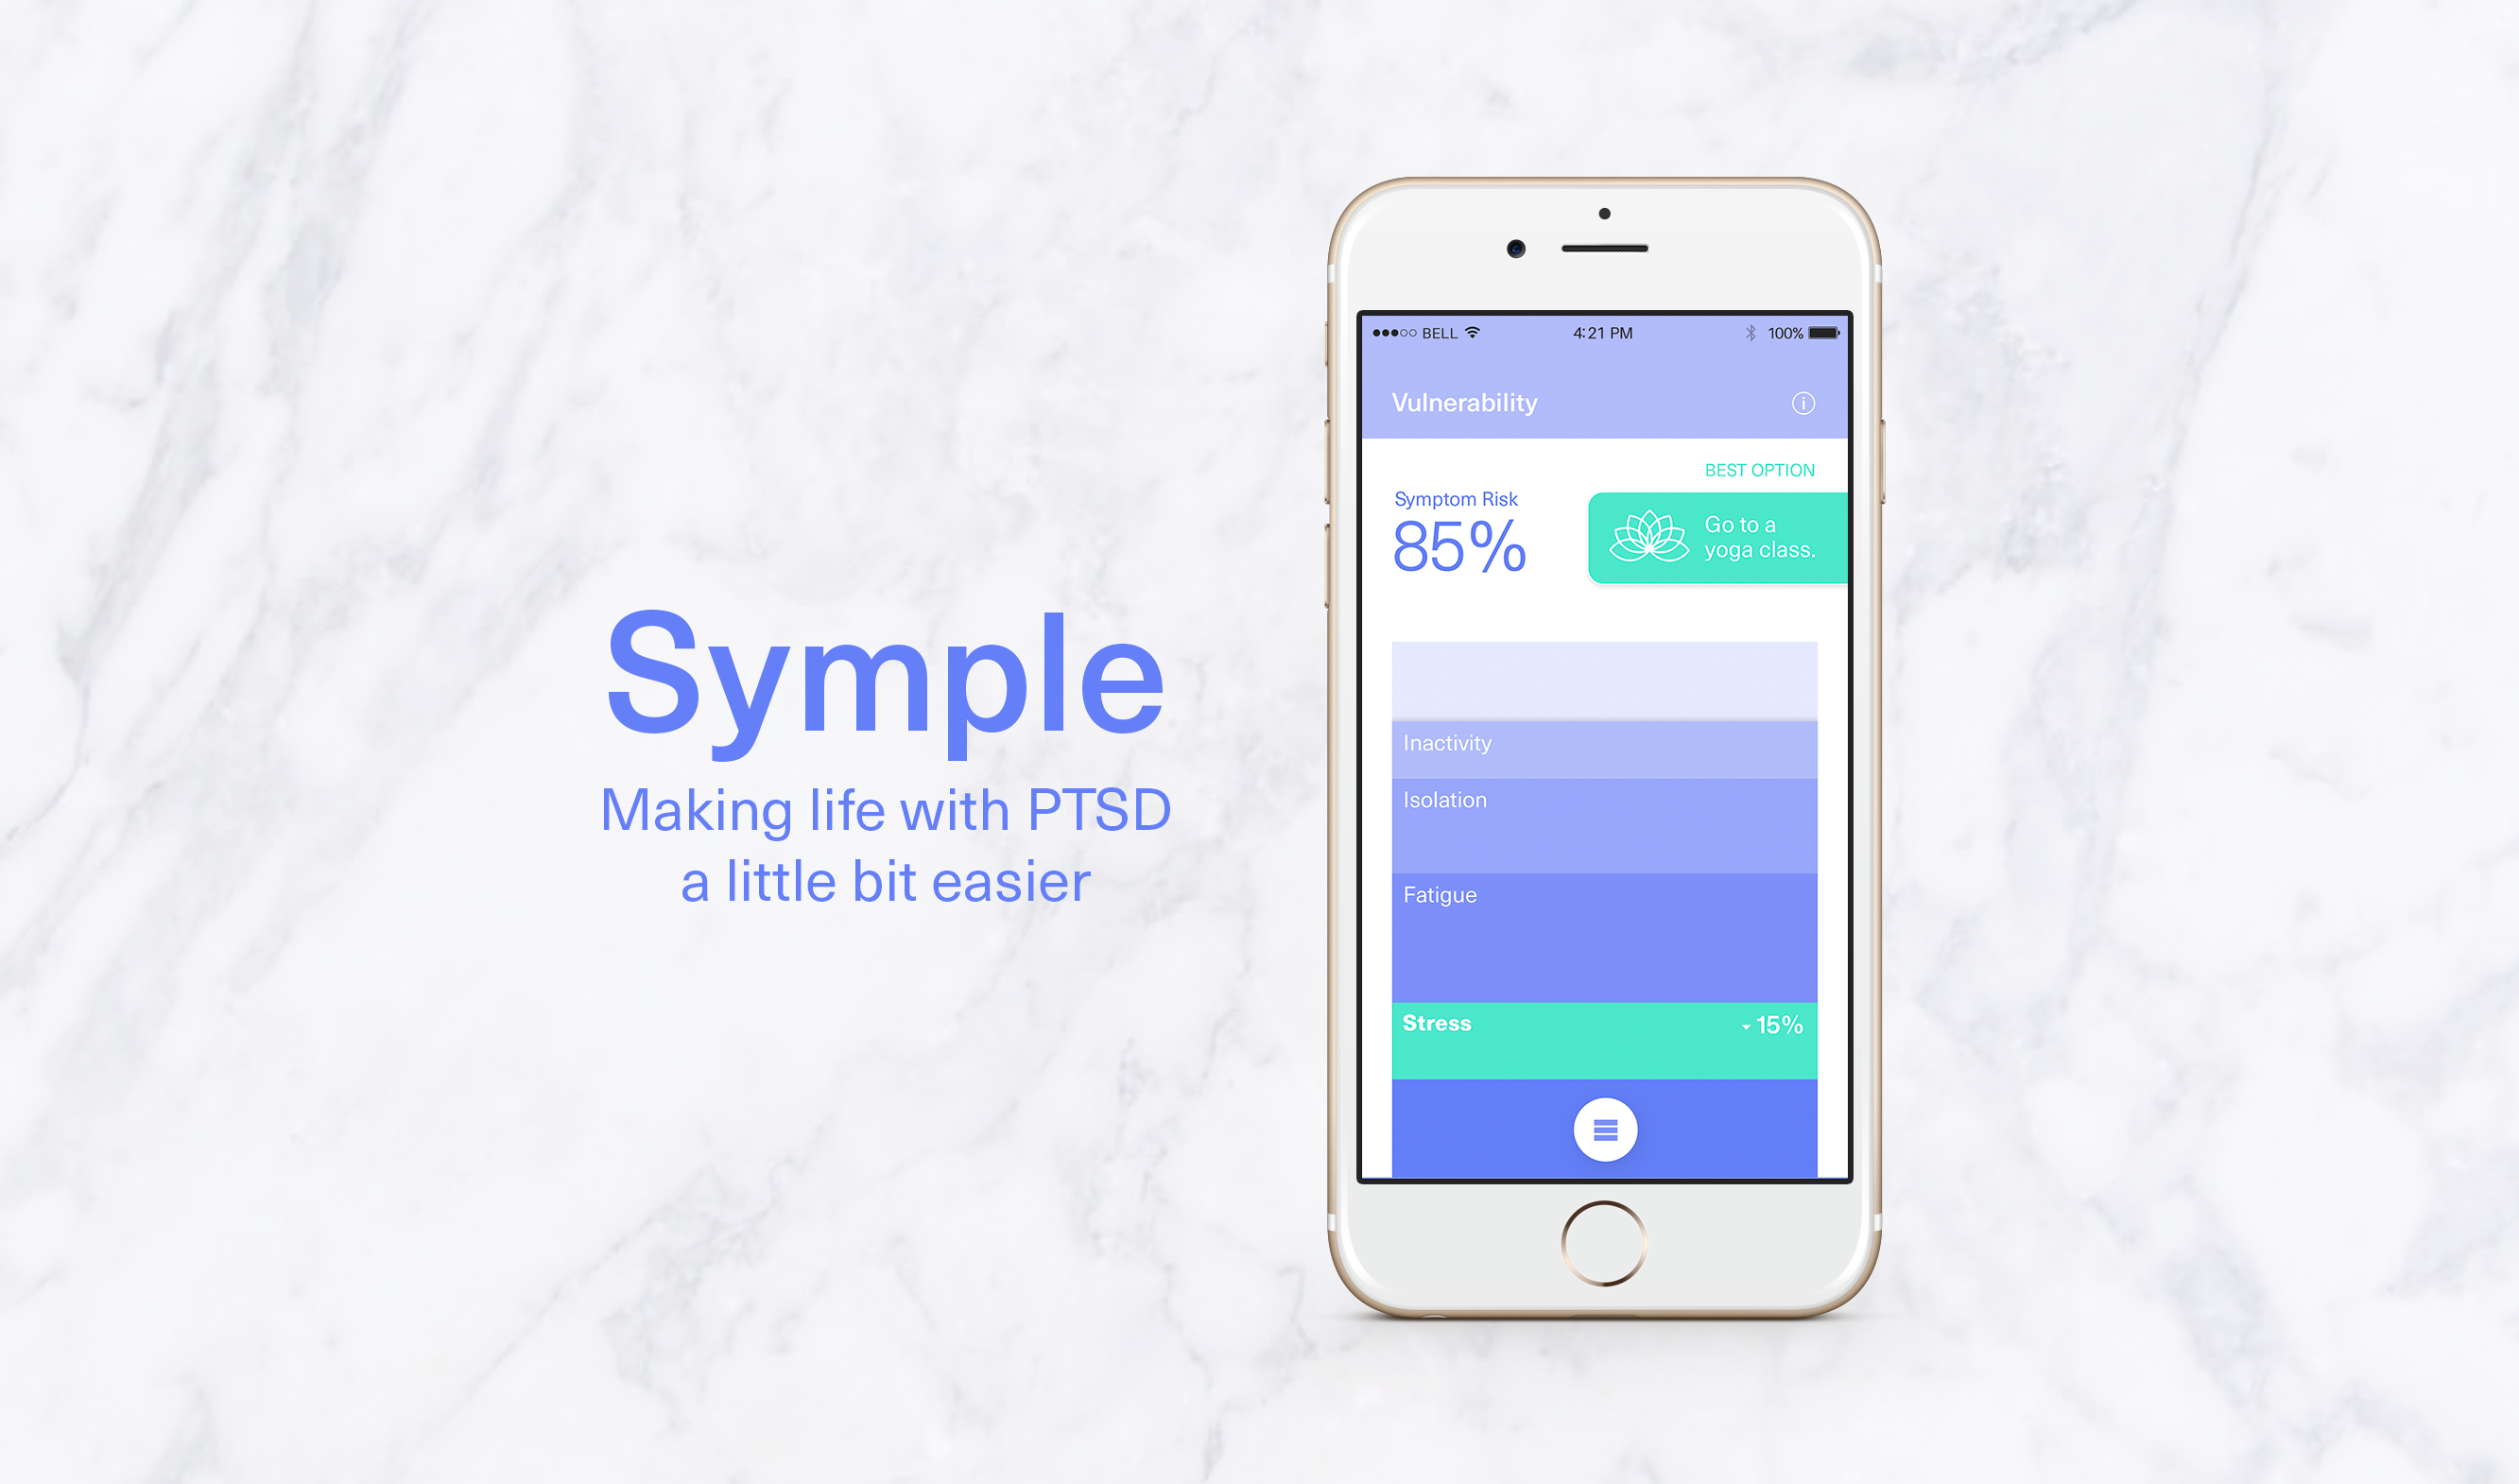 Symple
Making life with PTSD
a little bit easier
BELL
4:21 PM
100%
Vulnerability
i
BEST OPTION
Symptom Risk
85%
Go to a
yoga class.
Inactivity
Isolation
Fatigue
Stress
15%